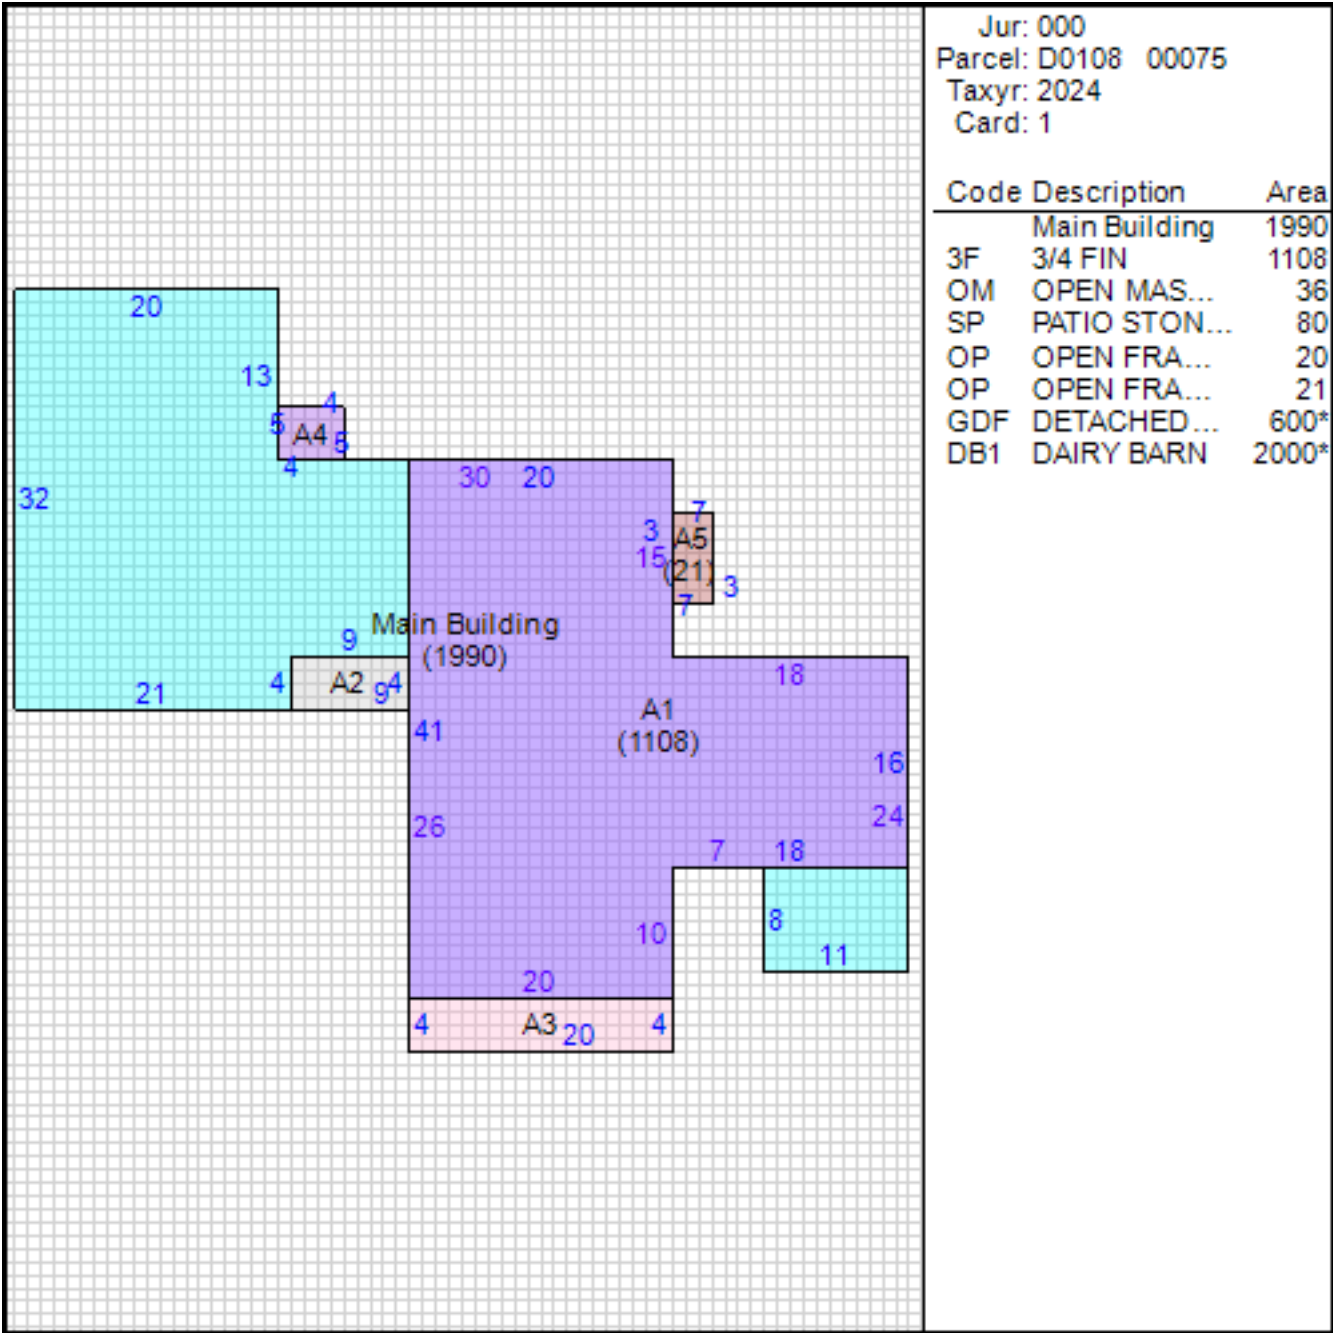 Jur: 000
Parcel: D0108 00075
Taxyr: 2024
Card: 1
Code Description Area
Main Building 1990
3F 3/4 FIN 1108
OM OPEN MAS... 36
SP PATIO STON... 80
OP OPEN FRA... 20
OP OPEN FRA... 21
GDF DETACHED... 600*
DB1 DAIRY BARN 2000*
20
13
4
5
A4
5
4
30 20
32
7
3
A5
15
(21)
3
7
Main Building
9
(1990)
18
4
A2
9
4
21
A1
41
(1108)
16
24
26
7
18
8
10
11
20
4
A3
20
4